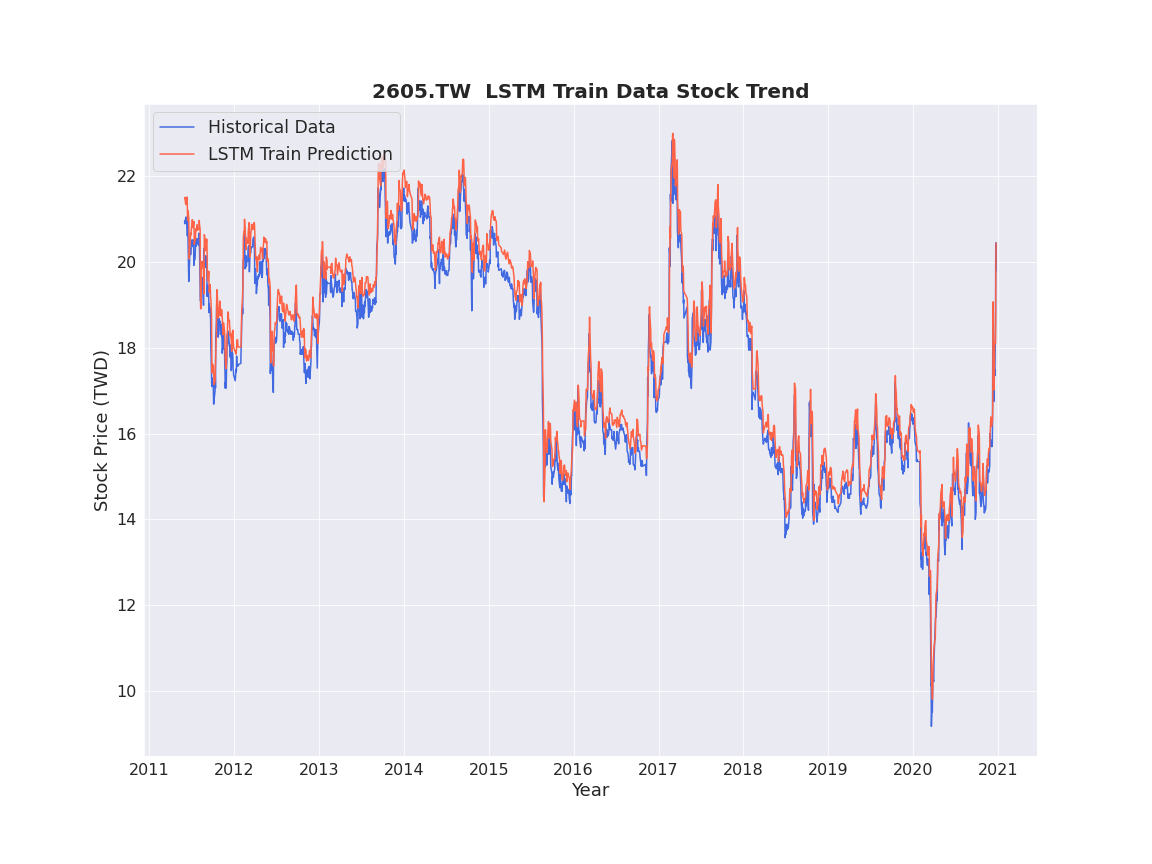 2605.TW  LSTM Train Data Stock Trend
Historical Data
LSTM Train Prediction
Stock Price (TWD)
22
20
18
16
14
12
10
2011 2012 2013 2014 2015 2016 2017 2018 2019 2020 2021
Year